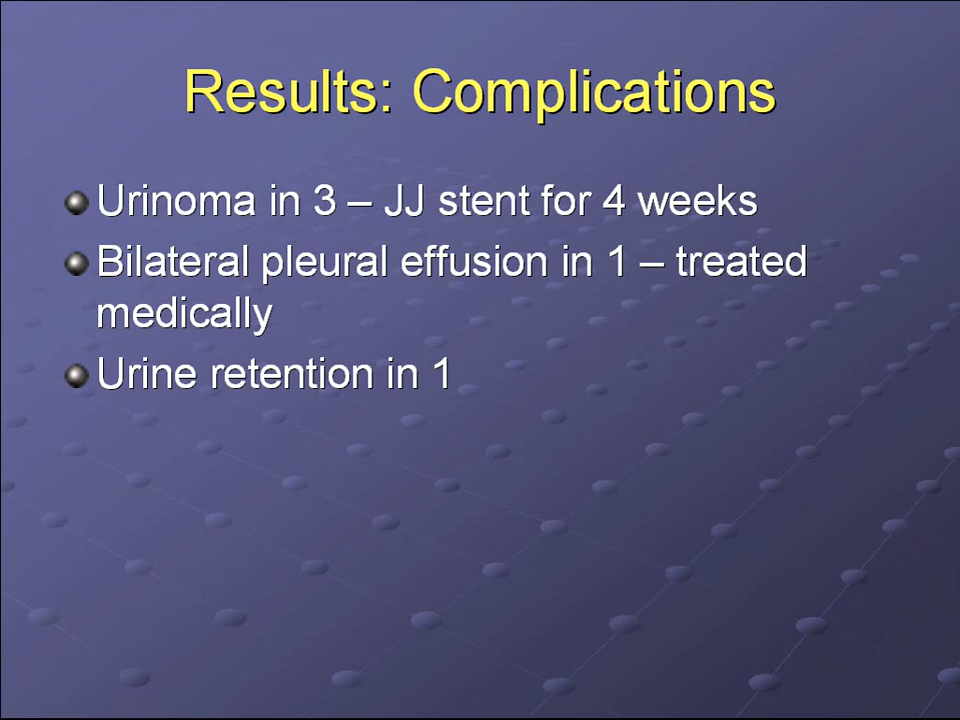 Results: Complications
Urinoma in 3 – JJ stent for 4 weeks
Bilateral pleural effusion in 1 – treated
medically
Urine retention in 1